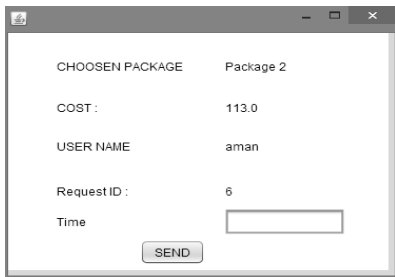 CHOOSEN PACKAGE Package 2
COST : 113.0
USER NAME aman
Request ID : 6
Time
SEND